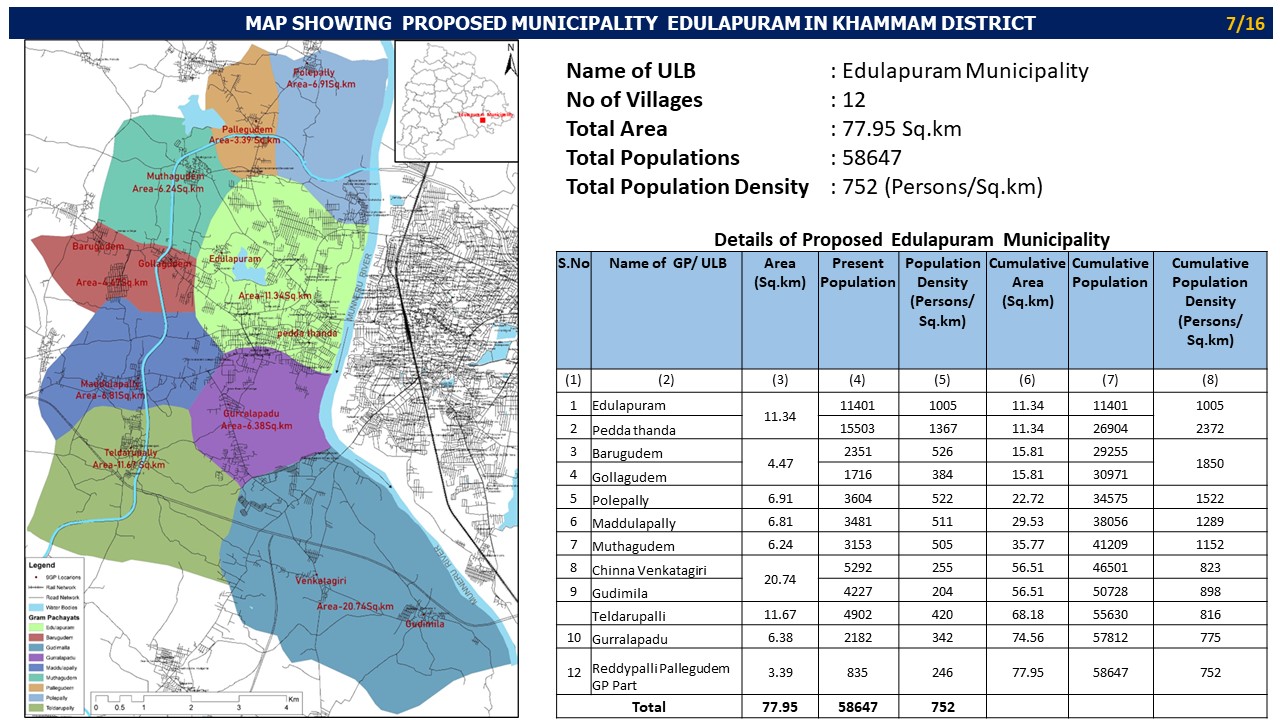 MAP SHOWING PROPOSED MUNICIPALITY EDULAPURAM IN KHAMMAM DISTRICT
7/16
N
Polepally
Area-6.91Sq.km
Pallegudem
Area-3.39 Sq.km
Muthagudem
Area-6.24Sq.km
Barugudem
Gollagudem
Area-4.47Sq.km
Edulapuram
Area-11.34Sq.km
pedda thanda
MUNNERU RIVER
Maddulapally
Area-6.81Sq.km
Gurralapadu
Area-6.38Sq.km
Teldarupally
Area-11.67 Sq.km
Venkatagiri
Area-20.74Sq.km
Gudimila
MUNNERU RIVER
Legend
Rail Network
Road Network
Water Bodies
Gram Pachayats
Edulapuram
Barugudem
Gudimalla
Gurralapadu
Maddulapally
Muthagudem
Pallegudem
Polepally
Teldarupally
Km
0 0.5 1 2 3 4
Name of ULB : Edulapuram Municipality
No of Villages : 12
Total Area : 77.95 Sq.km
Total Populations : 58647
Total Population Density : 752 (Persons/Sq.km)
Details of Proposed Edulapuram Municipality
S.No Name of GP/ ULB Area (Sq.km) Present Population Population Density (Persons/ Sq.km) Cumulative Area (Sq.km) Cumulative Population Cumulative Population Density (Persons/ Sq.km)
(1) (2) (3) (4) (5) (6) (7) (8)
1 Edulapuram 11.34 11401 1005 11.34 11401 1005
2 Pedda thanda 15503 1367 11.34 26904 2372
3 Barugudem 4.47 2351 526 15.81 29255 1850
4 Gollagudem 1716 384 15.81 30971
5 Polepally 6.91 3604 522 22.72 34575 1522
6 Maddulapally 6.81 3481 511 29.53 38056 1289
7 Muthagudem 6.24 3153 505 35.77 41209 1152
8 Chinna Venkatagiri 20.74 5292 255 56.51 46501 823
9 Gudimila 4227 204 56.51 50728 898
Teldarupalli 11.67 4902 420 68.18 55630 816
10 Gurralapadu 6.38 2182 342 74.56 57812 775
12 Reddypalli Pallegudem GP Part 3.39 835 246 77.95 58647 752
Total 77.95 58647 752